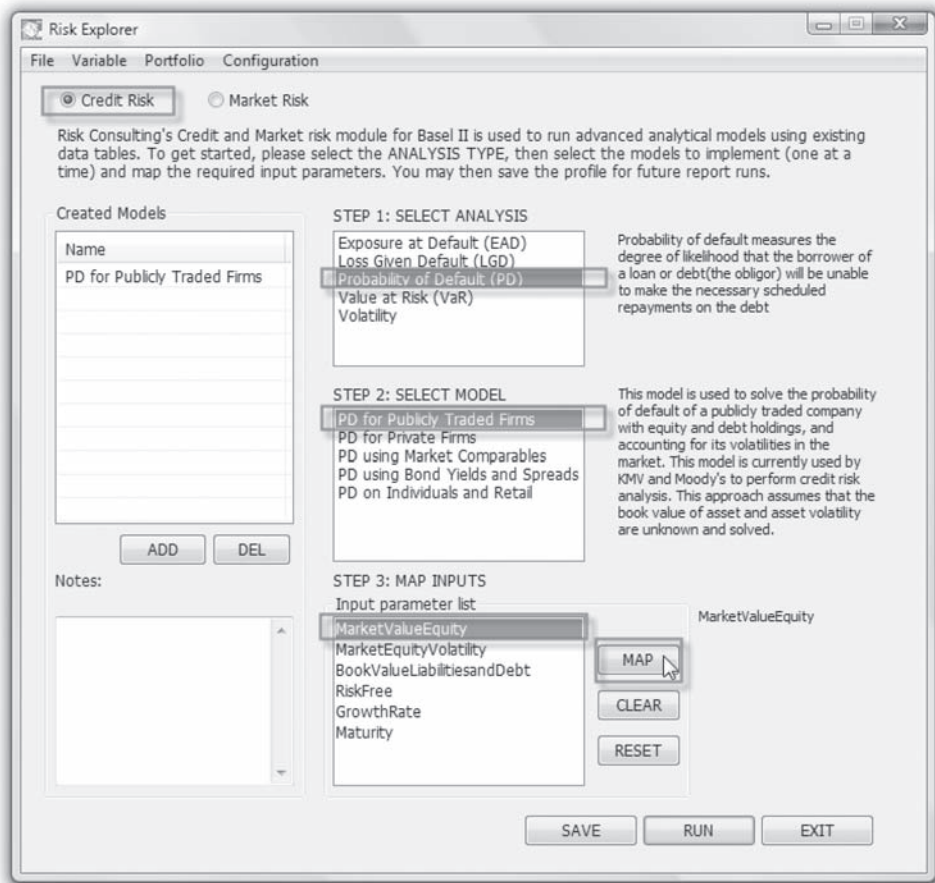 Risk Explorer
File Variable Portfolio Configuration
Credit Risk Market Risk
Risk Consulting's Credit and Market risk module for Basel II is used to run advanced analytical models using existing
data tables. To get started, please select the ANALYSIS TYPE, then select the models to implement (one at a
time) and map the required input parameters. You may then save the profile for future report runs.
Created Models
Name
PD for Publicly Traded Firms
ADD DEL
Notes:
STEP 1: SELECT ANALYSIS
Exposure at Default (EAD)
Loss Given Default (LGD)
Probability of Default (PD)
Value at Risk (VaR)
Volatility
Probability of default measures the
degree of likelihood that the borrower of
a loan or debt(the obligor) will be unable
to make the necessary scheduled
repayments on the debt
STEP 2: SELECT MODEL
PD for Publicly Traded Firms
PD for Private Firms
PD using Market Comparables
PD using Bond Yields and Spreads
PD on Individuals and Retail
This model is used to solve the probability
of default of a publicly traded company
with equity and debt holdings, and
accounting for its volatilities in the
market. This model is currently used by
KMV and Moody's to perform credit risk
analysis. This approach assumes that the
book value of asset and asset volatility
are unknown and solved.
STEP 3: MAP INPUTS
Input parameter list
MarketValueEquity
MarketEquityVolatility
BookValueLiabilitiesandDebt
RiskFree
GrowthRate
Maturity
MAP
CLEAR
RESET
MarketValueEquity
SAVE RUN EXIT